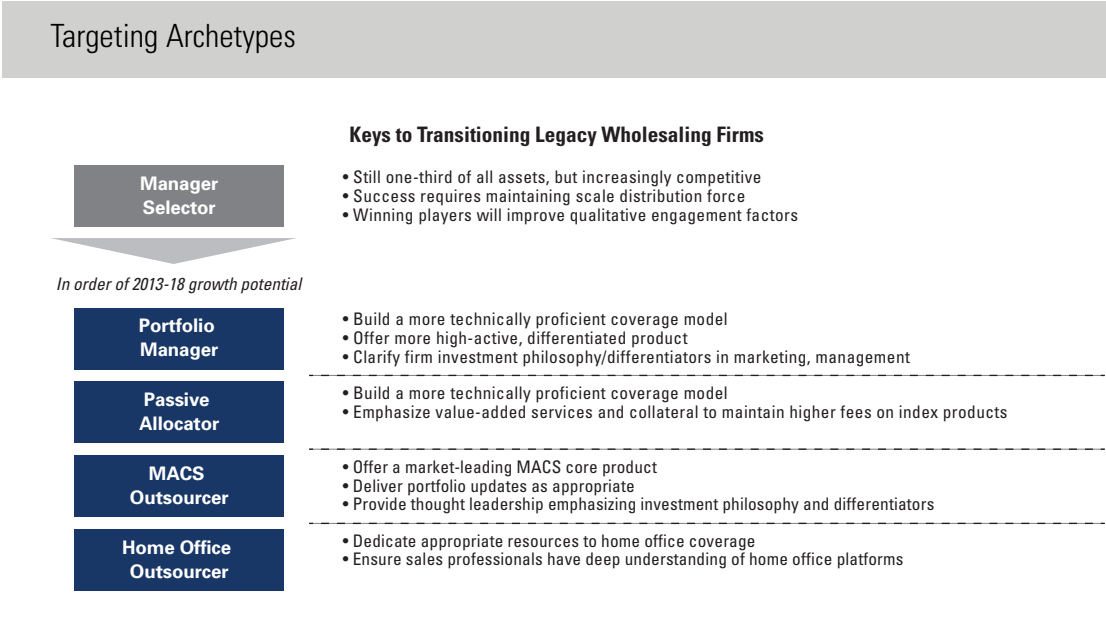 Targeting Archetypes
Keys to Transitioning Legacy Wholesaling Firms
Manager
Selector
• Still one-third of all assets, but increasingly competitive
• Success requires maintaining scale distribution force
• Winning players will improve qualitative engagement factors
In order of 2013-18 growth potential
Portfolio
Manager
• Build a more technically proficient coverage model
• Offer more high-active, differentiated product
• Clarify firm investment philosophy/differentiators in marketing, management
Passive
Allocator
• Build a more technically proficient coverage model
• Emphasize value-added services and collateral to maintain higher fees on index products
MACS
Outsourcer
• Offer a market-leading MACS core product
• Deliver portfolio updates as appropriate
• Provide thought leadership emphasizing investment philosophy and differentiators
Home Office
Outsourcer
• Dedicate appropriate resources to home office coverage
• Ensure sales professionals have deep understanding of home office platforms